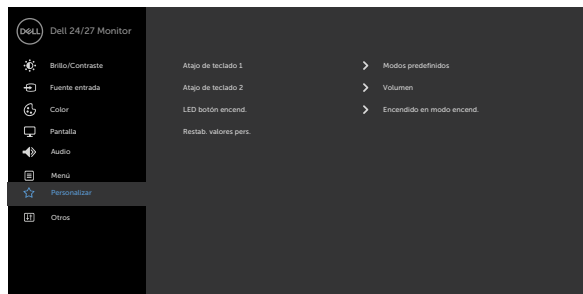 DELL Dell 24/27 Monitor
Brillo/Contraste Atajo de teclado 1 Modos predefinidos
Fuente entrada Atajo de teclado 2 Volumen
Color LED botón encend. Encendido en modo encend.
Pantalla Restab. valores pers.
Audio
Menú
Personalizar
Otros